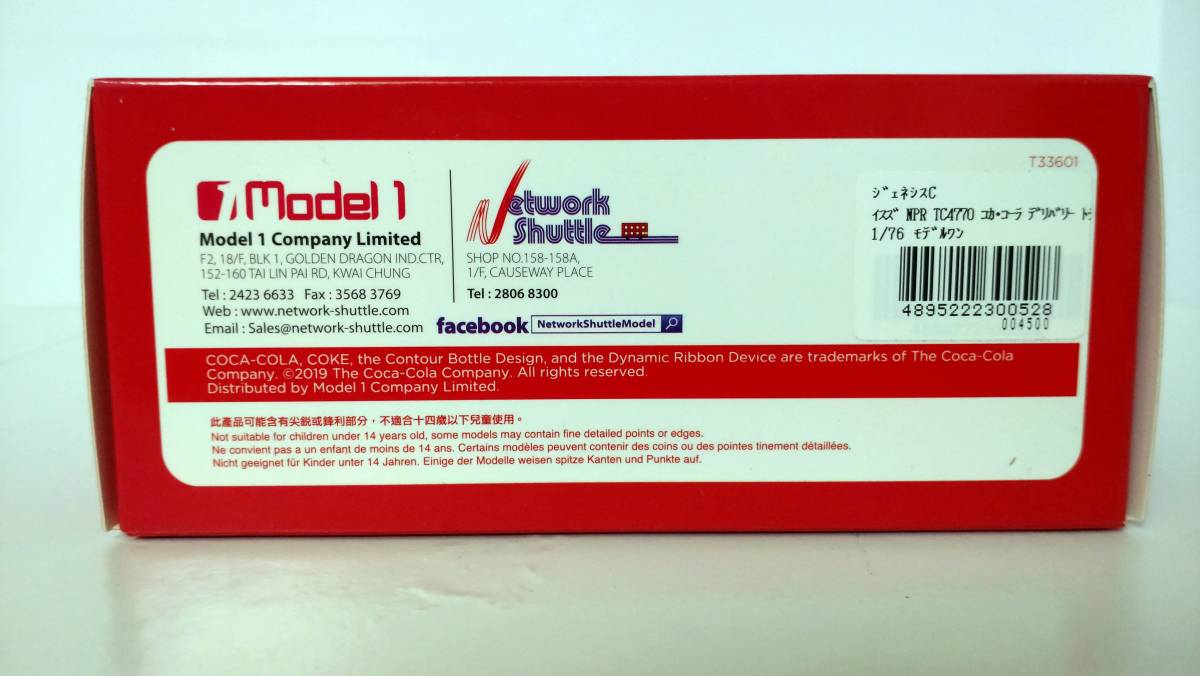 T33601
1 Model 1
Model 1 Company Limited
F2, 18/F, BLK 1, GOLDEN DRAGON IND.CTR,
152-160 TAI LIN PAI RD, KWAI CHUNG
Tel : 2423 6633 Fax : 3568 3769
Web : www.network-shuttle.com
Email : Sales@network-shuttle.com
Network
Shuttle
SHOP NO.158-158A,
1/F, CAUSEWAY PLACE
Tel : 2806 8300
facebook NetworkShuttleModel
ジェネシスC
イスズ NPR TC4770 コカ・コーラ デリバリー ト
1/76 モデルワン
4895222300528
004500
COCA-COLA, COKE, the Contour Bottle Design, and the Dynamic Ribbon Device are trademarks of The Coca-Cola
Company. ©2019 The Coca-Cola Company. All rights reserved.
Distributed by Model 1 Company Limited.
此產品可能含有尖銳或鋒利部分，不適合十四歲以下兒童使用。
Not suitable for children under 14 years old, some models may contain fine detailed points or edges.
Ne convient pas a un enfant de moins de 14 ans. Certains modèles peuvent contenir des coins ou des pointes tinement détaillées.
Nicht geeignet für Kinder unter 14 Jahren. Einige der Modelle weisen spitze Kanten und Punkte auf.